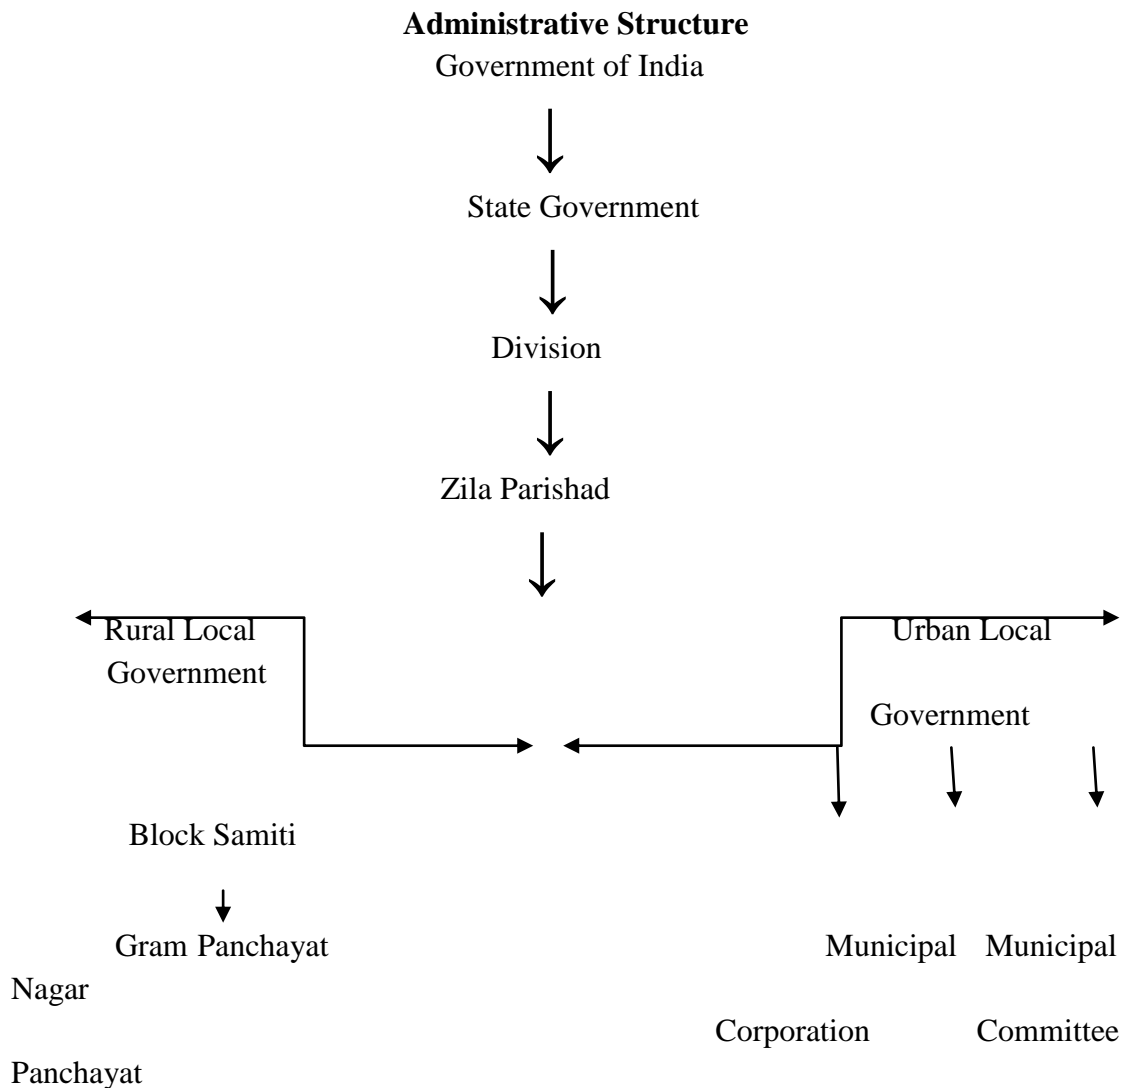 Administrative Structure
Government of India
State Government
Division
Zila Parishad
Rural Local Urban Local
Government
Government
Block Samiti
Gram Panchayat Municipal Municipal
Nagar
Corporation Committee
Panchayat